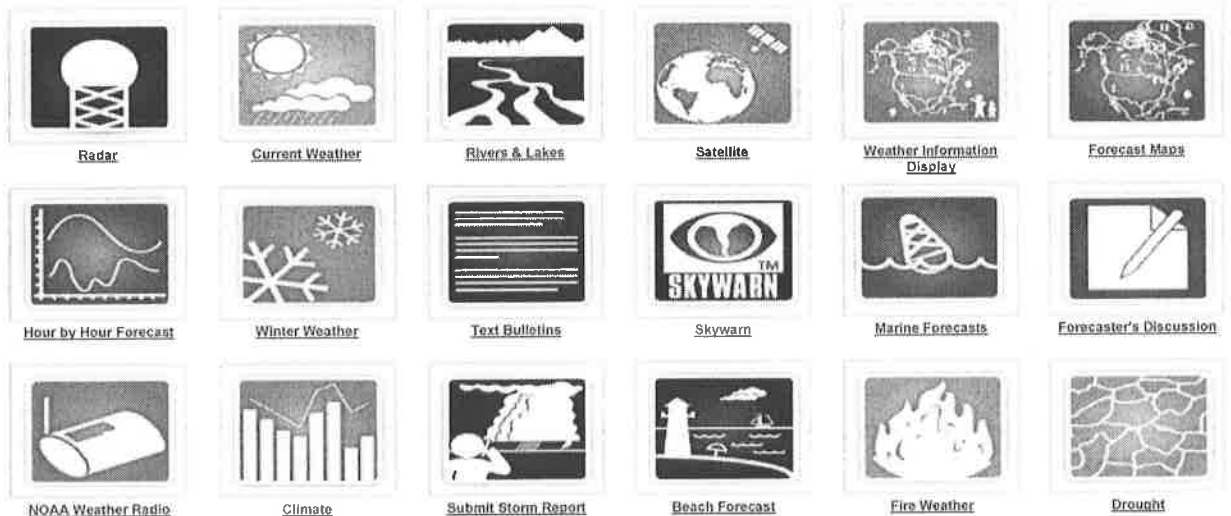 Radar
Current Weather
Rivers & Lakes
Satellite
Weather Information
Display
Forecast Maps
TM
SKYWARN
Hour by Hour Forecast
Winter Weather
Text Bulletins
Skywarn
Marine Forecasts
Forecaster's Discussion
NOAA Weather Radio
Climate
Submit Storm Report
Beach Forecast
Fire Weather
Drought